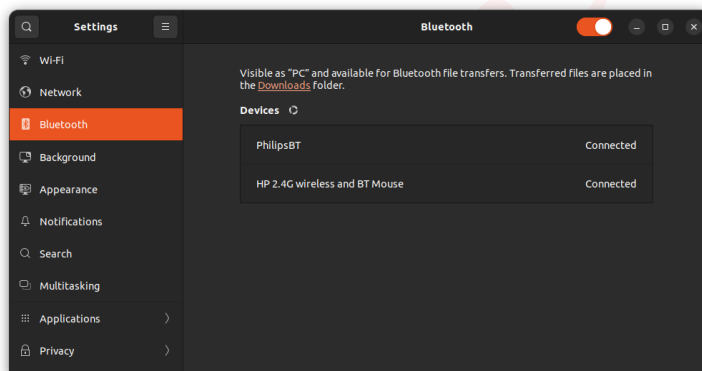 Settings
Bluetooth
Wi-Fi
Network
Bluetooth
Background
Appearance
Notifications
Search
Multitasking
Applications
Privacy
Visible as “PC” and available for Bluetooth file transfers. Transferred files are placed in
the Downloads folder.
Devices
PhilipsBT Connected
HP 2.4G wireless and BT Mouse Connected